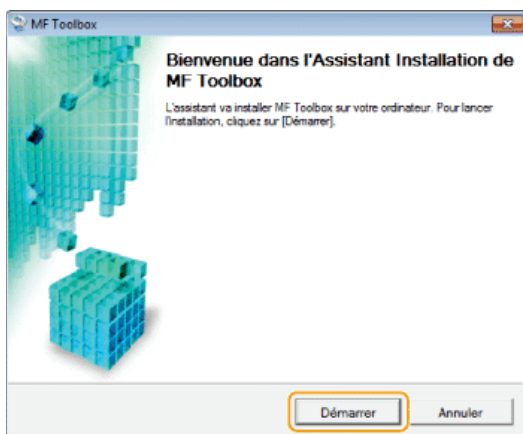 MF Toolbox
Bienvenue dans l'Assistant Installation de
MF Toolbox
L'assistant va installer MF Toolbox sur votre ordinateur. Pour lancer
l'installation, cliquez sur [Démarrer].
Démarrer
Annuler